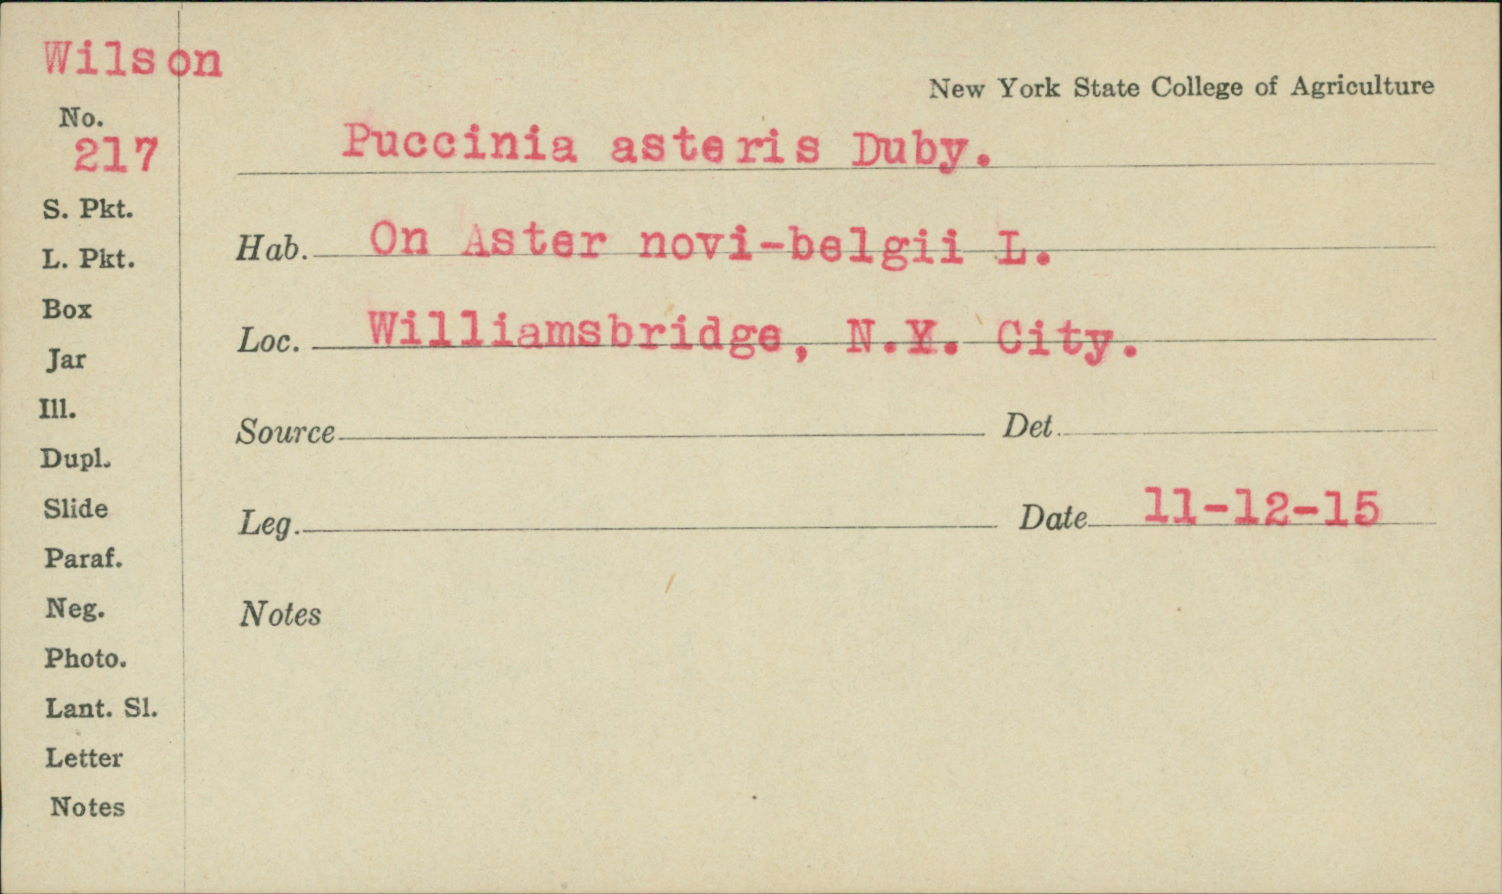 Wilson
New York State College of Agriculture
No.
217
Puccinia asteris Duby.
S. Pkt.
L. Pkt.
Box
Jar
Ill.
Dupl.
Slide
Paraf.
Neg.
Photo.
Lant. Sl.
Letter
Notes
Hab. On Aster novi-belgii L.
Loc. Williamsbridge, N.Y. City.
Source Det.
Leg. Date 11-12-15
Notes